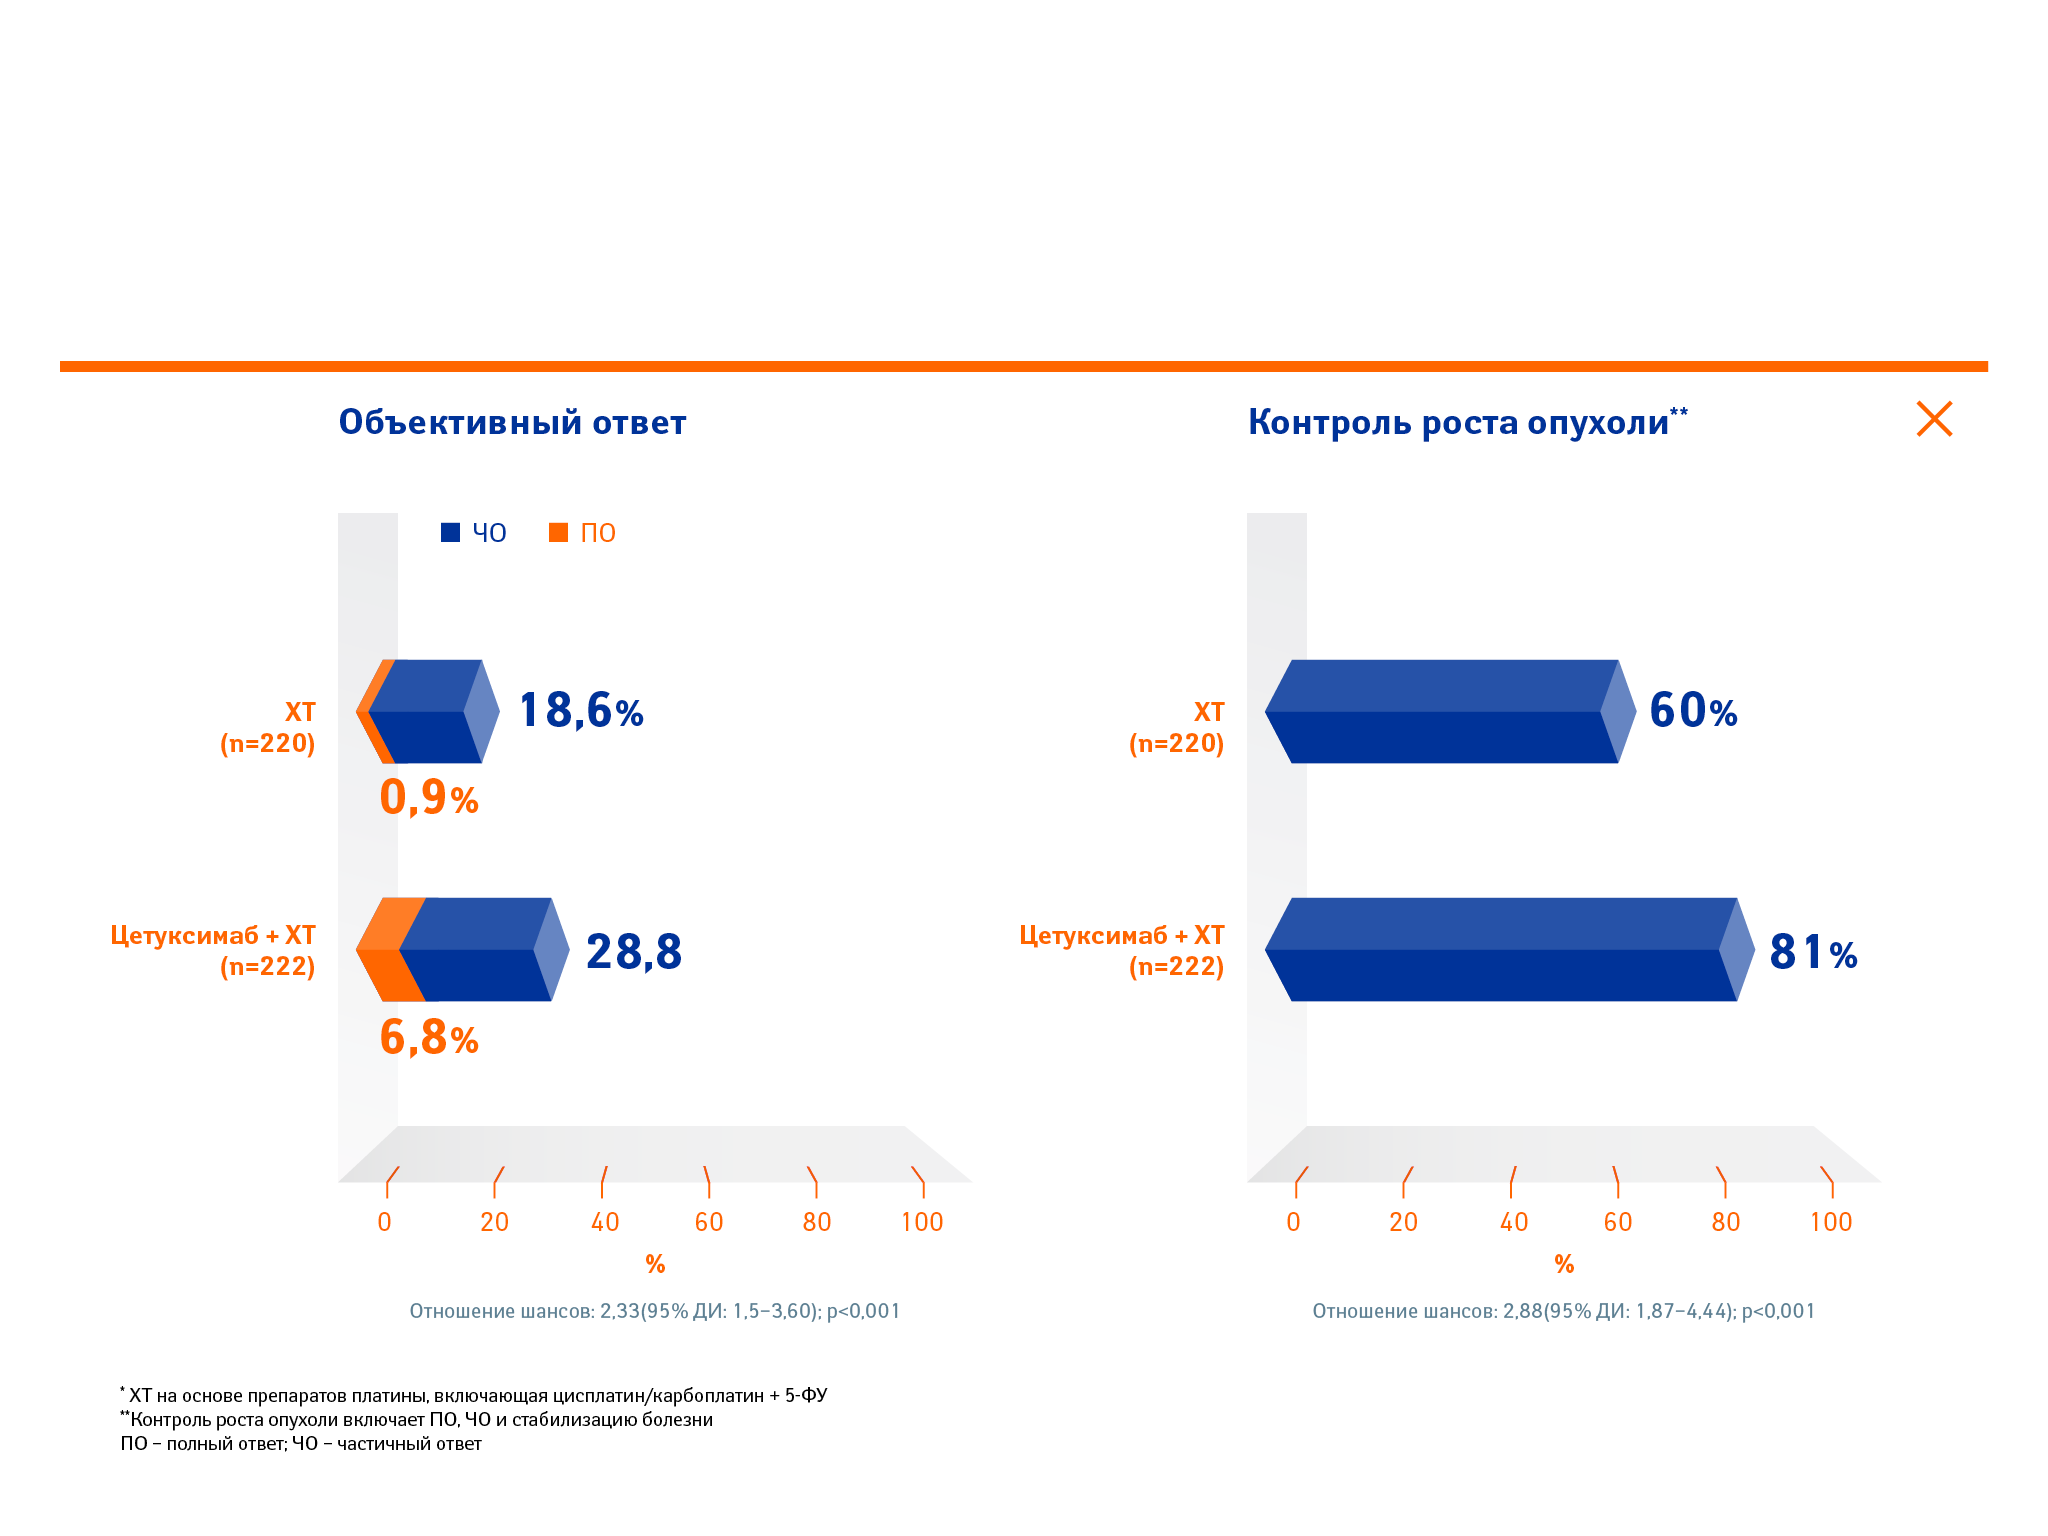 Объективный ответ
ЧО
ПО
ХТ
(n=220)
18,6%
0,9%
Цетуксимаб + ХТ
(n=222)
28,8
6,8%
0 20 40 60 80 100
%
Отношение шансов: 2,33(95% ДИ: 1,5–3,60); p<0,001
Контроль роста опухоли**
ХТ
(n=220)
60%
Цетуксимаб + ХТ
(n=222)
81%
0 20 40 60 80 100
%
Отношение шансов: 2,88(95% ДИ: 1,87–4,44); p<0,001
* ХТ на основе препаратов платины, включающая цисплатин/карбоплатин + 5-ФУ
**Контроль роста опухоли включает ПО, ЧО и стабилизацию болезни
ПО – полный ответ; ЧО – частичный ответ